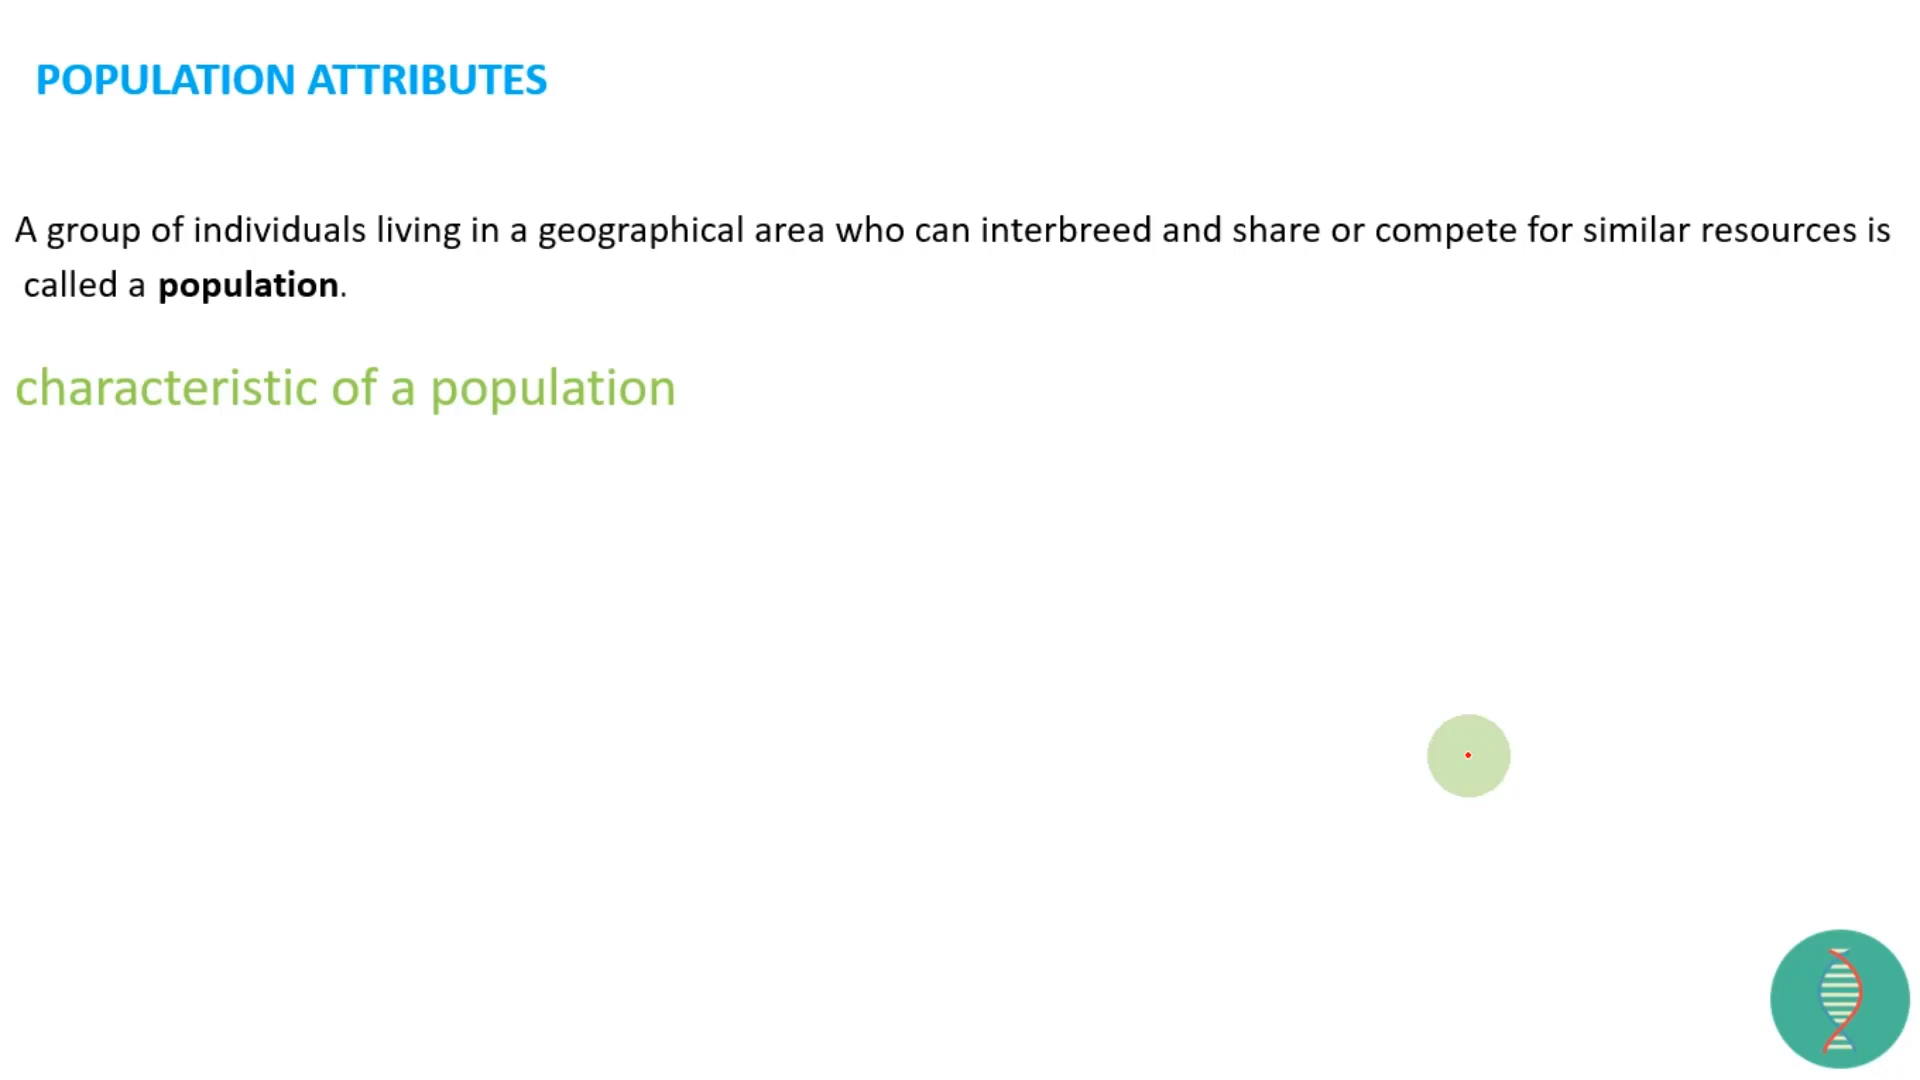 POPULATION ATTRIBUTES
A group of individuals living in a geographical area who can interbreed and share or compete for similar resources is
called a population.
characteristic of a population